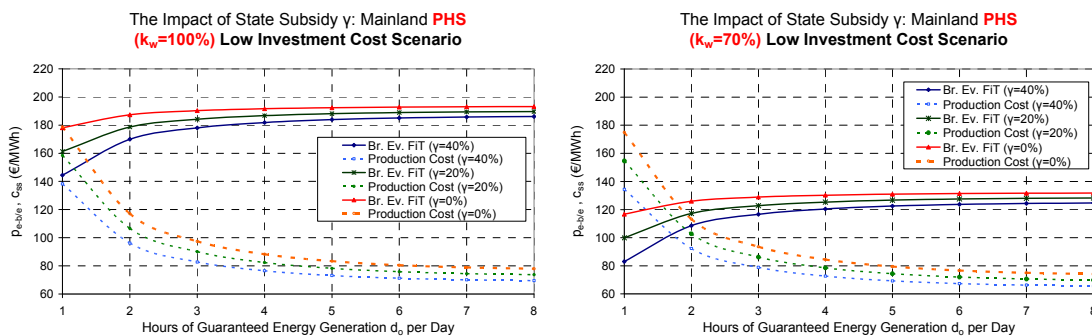 The Impact of State Subsidy γ: Mainland PHS
(kw=100%) Low Investment Cost Scenario
220
200
180
160
140
120
100
80
60
pe-b/e , css (€/MWh)
Br. Ev. FiT (γ=40%)
Production Cost (γ=40%)
Br. Ev. FiT (γ=20%)
Production Cost (γ=20%)
Br. Ev. FiT (γ=0%)
Production Cost (γ=0%)
1 2 3 4 5 6 7 8
Hours of Guaranteed Energy Generation do per Day
The Impact of State Subsidy γ: Mainland PHS
(kw=70%) Low Investment Cost Scenario
220
200
180
160
140
120
100
80
60
pe-b/e , css (€/MWh)
Br. Ev. FiT (γ=40%)
Production Cost (γ=40%)
Br. Ev. FiT (γ=20%)
Production Cost (γ=20%)
Br. Ev. FiT (γ=0%)
Production Cost (γ=0%)
1 2 3 4 5 6 7 8
Hours of Guaranteed Energy Generation do per Day